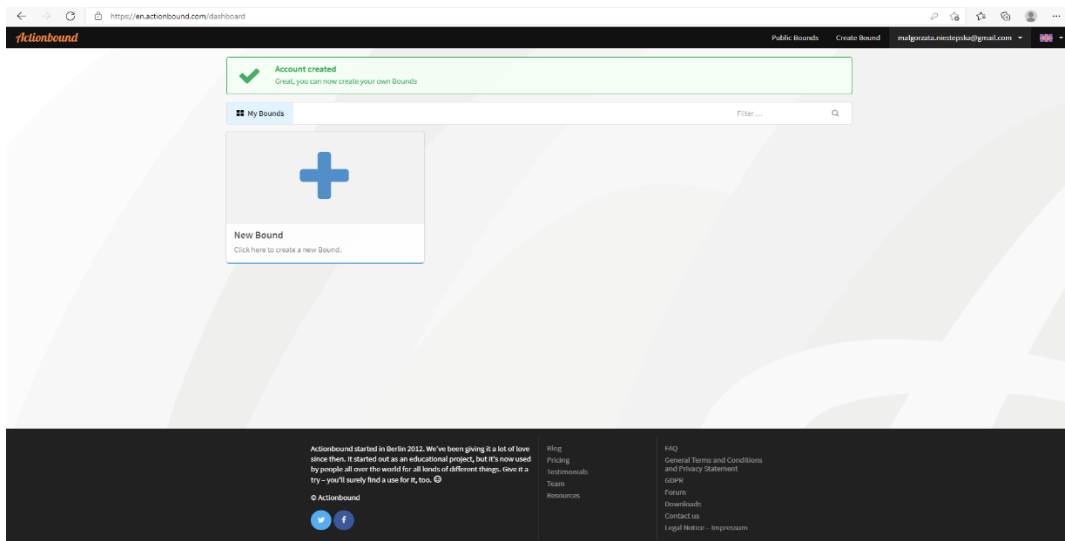 https://en.actionbound.com/dashboard
Actionbound
Public Bounds
Create Bound
malgorzata.niestepska@gmail.com
Account created
Great, you can now create your own Bounds
My Bounds
Filter ...
New Bound
Click here to create a new Bound.
Actionbound started in Berlin 2012. We've been giving it a lot of love
since then. It started out as an educational project, but it's now used
by people all over the world for all kinds of different things. Give it a
try – you'll surely find a use for it, too.
© Actionbound
Blog
Pricing
Testimonials
Team
Resources
FAQ
General Terms and Conditions
and Privacy Statement
GDPR
Forum
Downloads
Contact us
Legal Notice – Impressum